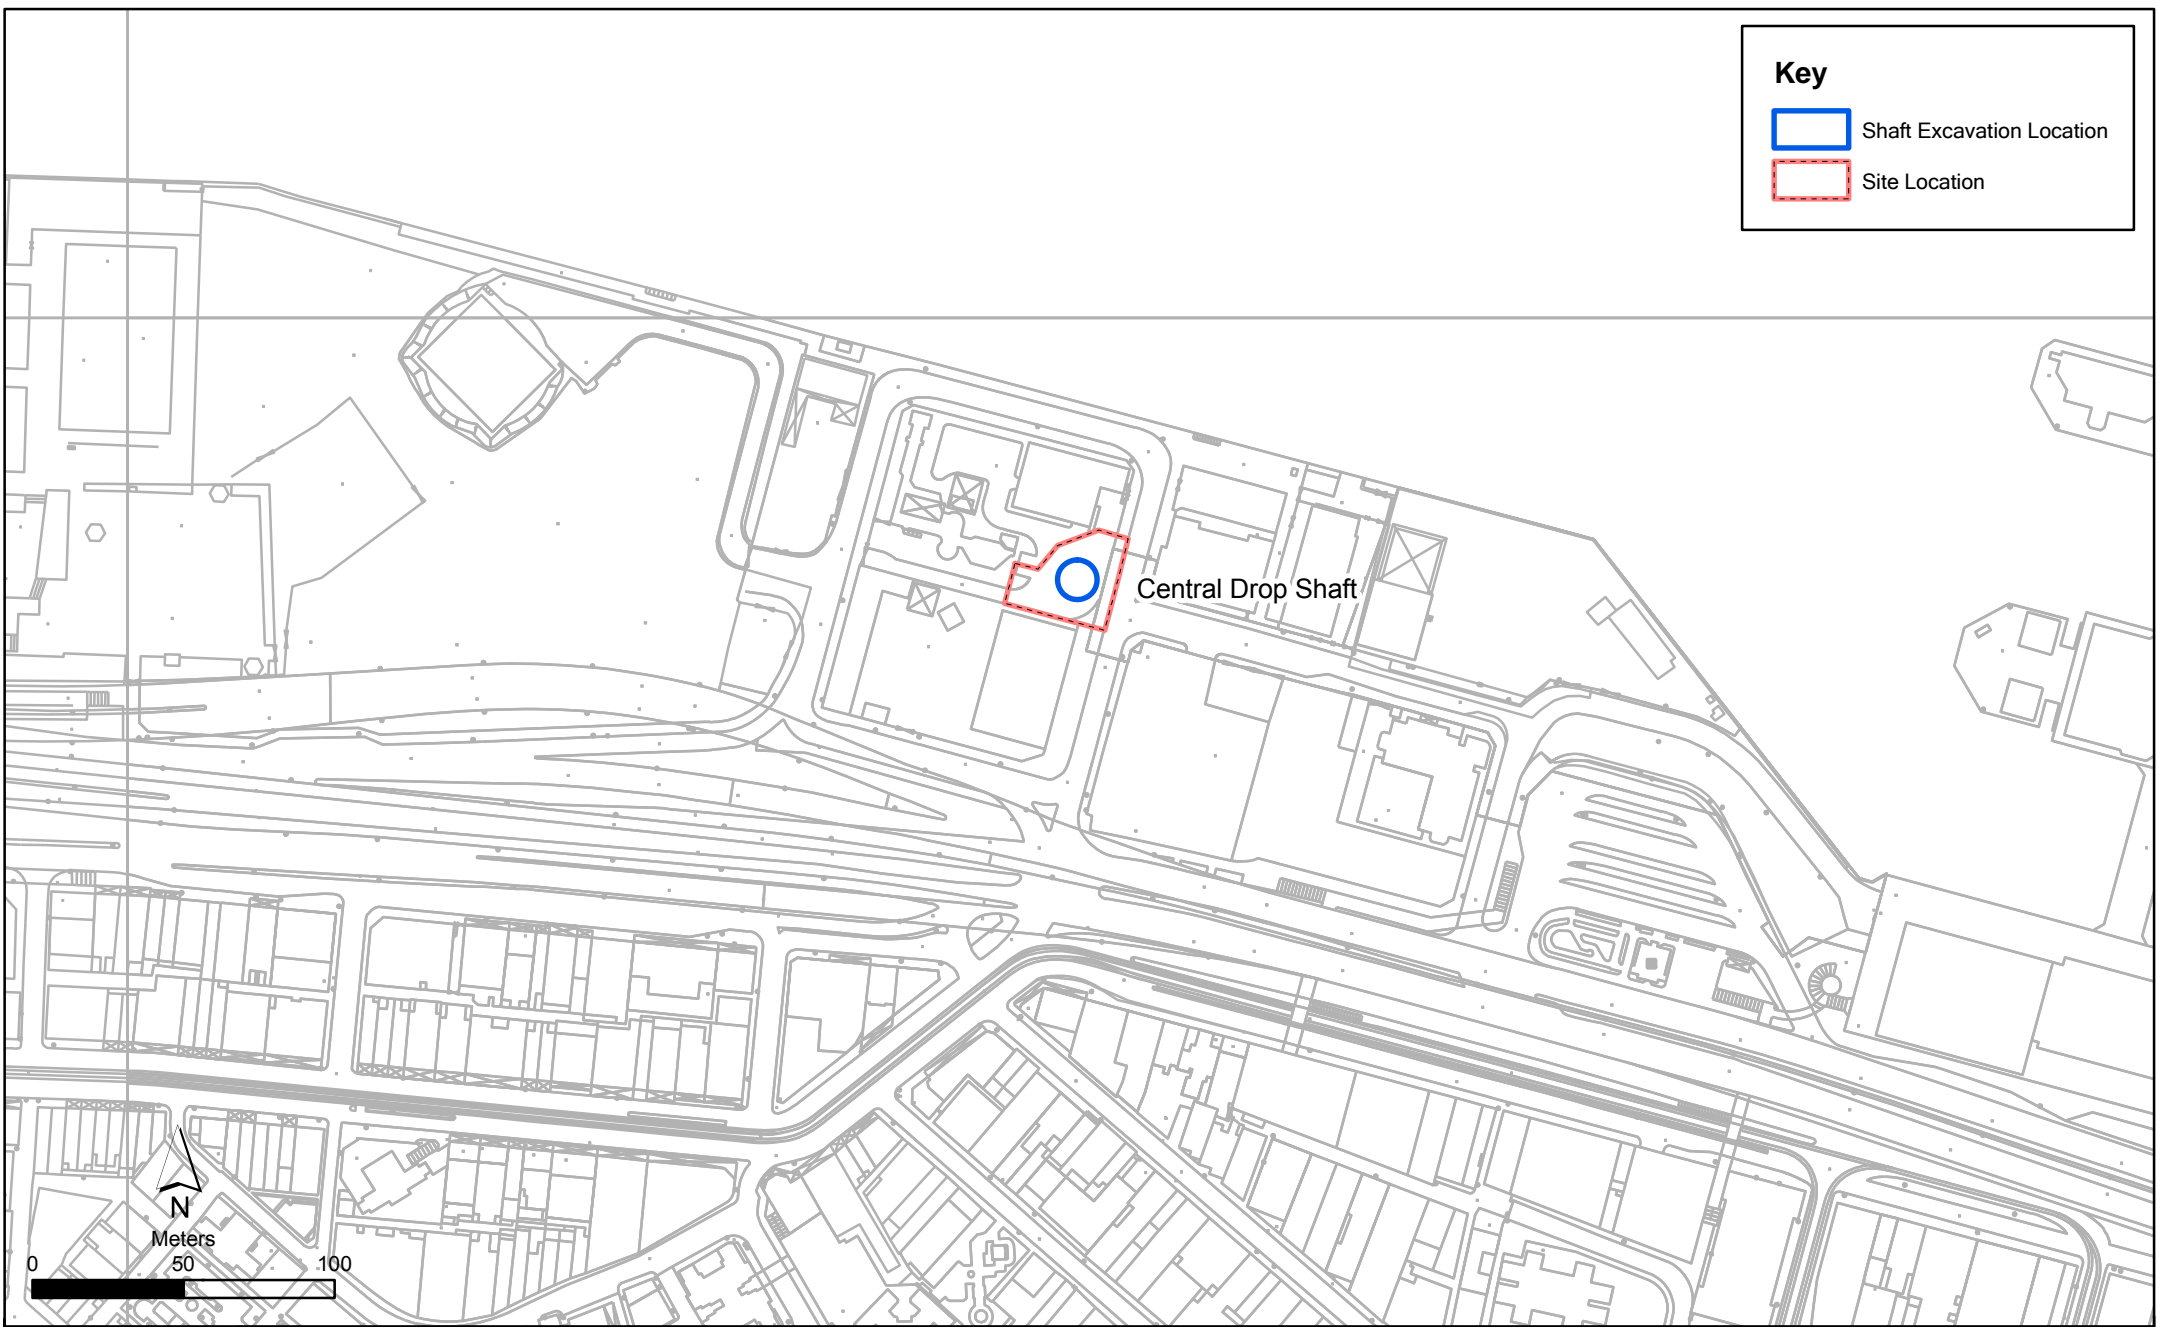 Key
Shaft Excavation Location
Site Location
Central Drop Shaft
N
Meters
0 50 100